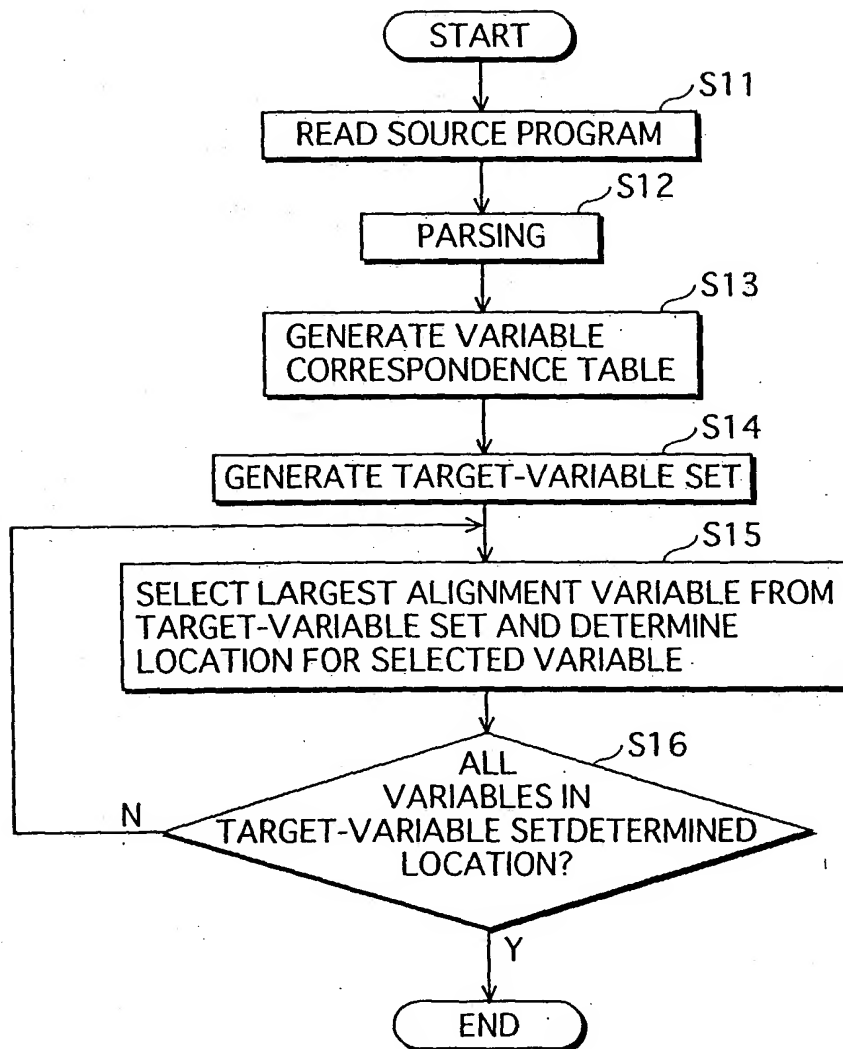 START
S11
READ SOURCE PROGRAM
S12
PARSING
S13
GENERATE VARIABLE
CORRESPONDENCE TABLE
S14
GENERATE TARGET-VARIABLE SET
S15
SELECT LARGEST ALIGNMENT VARIABLE FROM
TARGET-VARIABLE SET AND DETERMINE
LOCATION FOR SELECTED VARIABLE
S16
ALL
VARIABLES IN
TARGET-VARIABLE SETDETERMINED
LOCATION?
N
Y
END